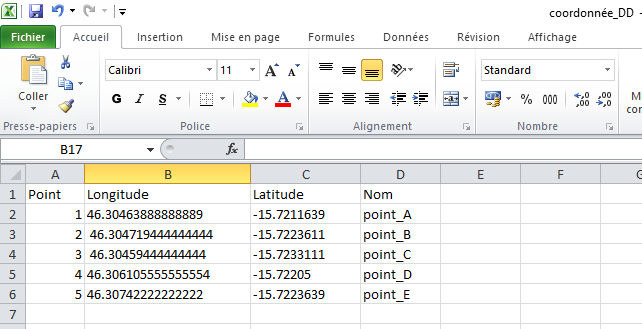 coordonnée_DD -
Fichier Accueil Insertion Mise en page Formules Données Révision Affichage
Calibri 11 A A Standard
Coller G I S A % 000 ,00 ,0
Presse-papiers Police Alignement Nombre
B17 fx
A B C D E F
1 Point Longitude Latitude Nom
2 1 46.30463888888889 -15.7211639 point_A
3 2 46.304719444444444 -15.7223611 point_B
4 3 46.30459444444444 -15.7233111 point_C
5 4 46.306105555555554 -15.72205 point_D
6 5 46.30742222222222 -15.7223639 point_E
7